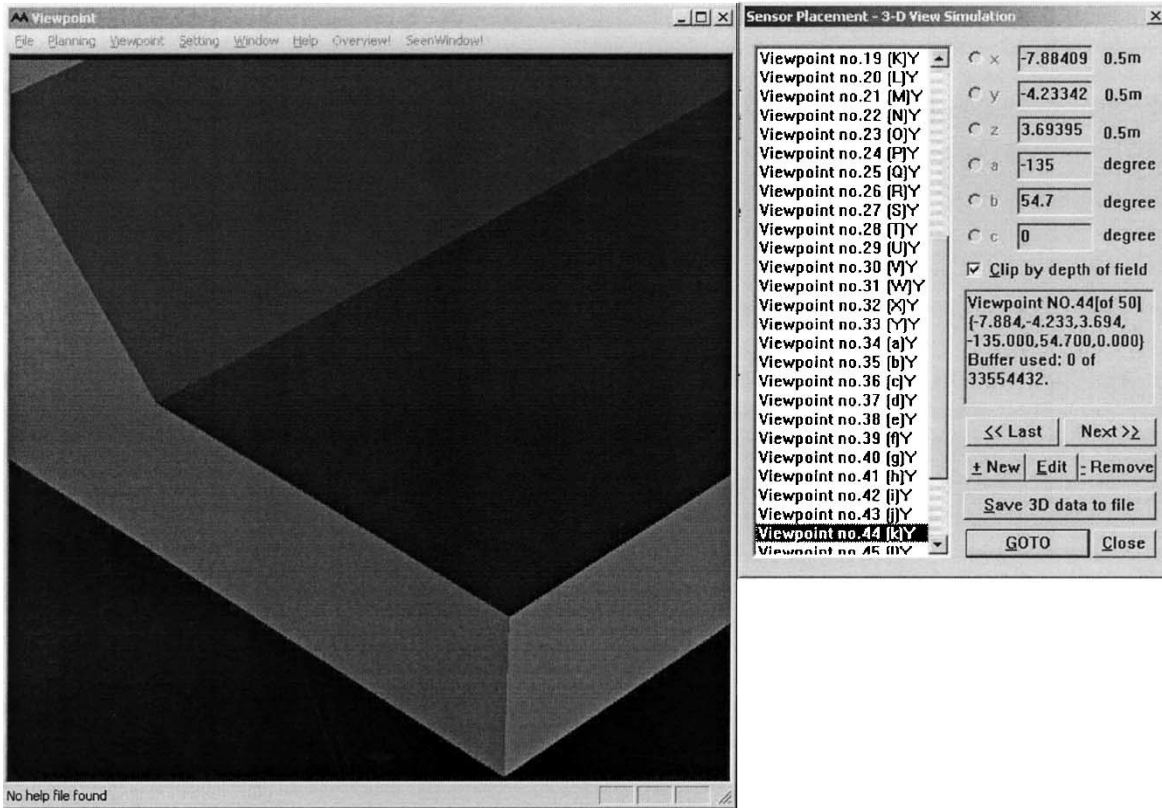 Viewpoint
File Planning Viewpoint Setting Window Help Overview! SeenWindow!
No help file found
Sensor Placement - 3-D View Simulation
Viewpoint no.19 [K]Y
Viewpoint no.20 [L]Y
Viewpoint no.21 [M]Y
Viewpoint no.22 [N]Y
Viewpoint no.23 [O]Y
Viewpoint no.24 [P]Y
Viewpoint no.25 [Q]Y
Viewpoint no.26 [R]Y
Viewpoint no.27 [S]Y
Viewpoint no.28 [T]Y
Viewpoint no.29 [U]Y
Viewpoint no.30 [V]Y
Viewpoint no.31 [W]Y
Viewpoint no.32 [X]Y
Viewpoint no.33 [Y]Y
Viewpoint no.34 [a]Y
Viewpoint no.35 [b]Y
Viewpoint no.36 [c]Y
Viewpoint no.37 [d]Y
Viewpoint no.38 [e]Y
Viewpoint no.39 [f]Y
Viewpoint no.40 [g]Y
Viewpoint no.41 [h]Y
Viewpoint no.42 [i]Y
Viewpoint no.43 [j]Y
Viewpoint no.44 [k]Y
Viewpoint no.45 [l]Y
x -7.88409 0.5m
y -4.23342 0.5m
z 3.69395 0.5m
a -135 degree
b 54.7 degree
c 0 degree
Clip by depth of field
Viewpoint NO.44[of 50]
{-7.884,-4.233,3.694,
-135.000,54.700,0.000}
Buffer used: 0 of
33554432.
<< Last Next >>
+ New Edit - Remove
Save 3D data to file
GOTO Close